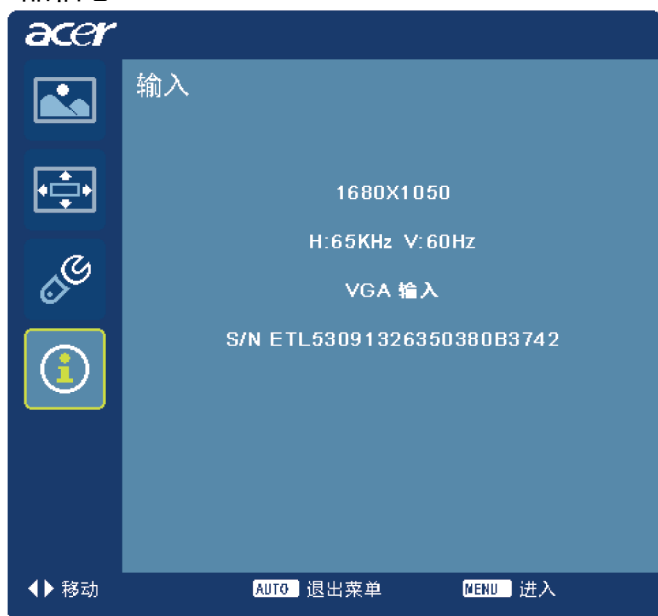 acer
输入
1680X1050
H:65KHz V:60Hz
VGA 输入
S/N ETL53091326350380B3742
移动
AUTO 退出菜单
MENU 进入